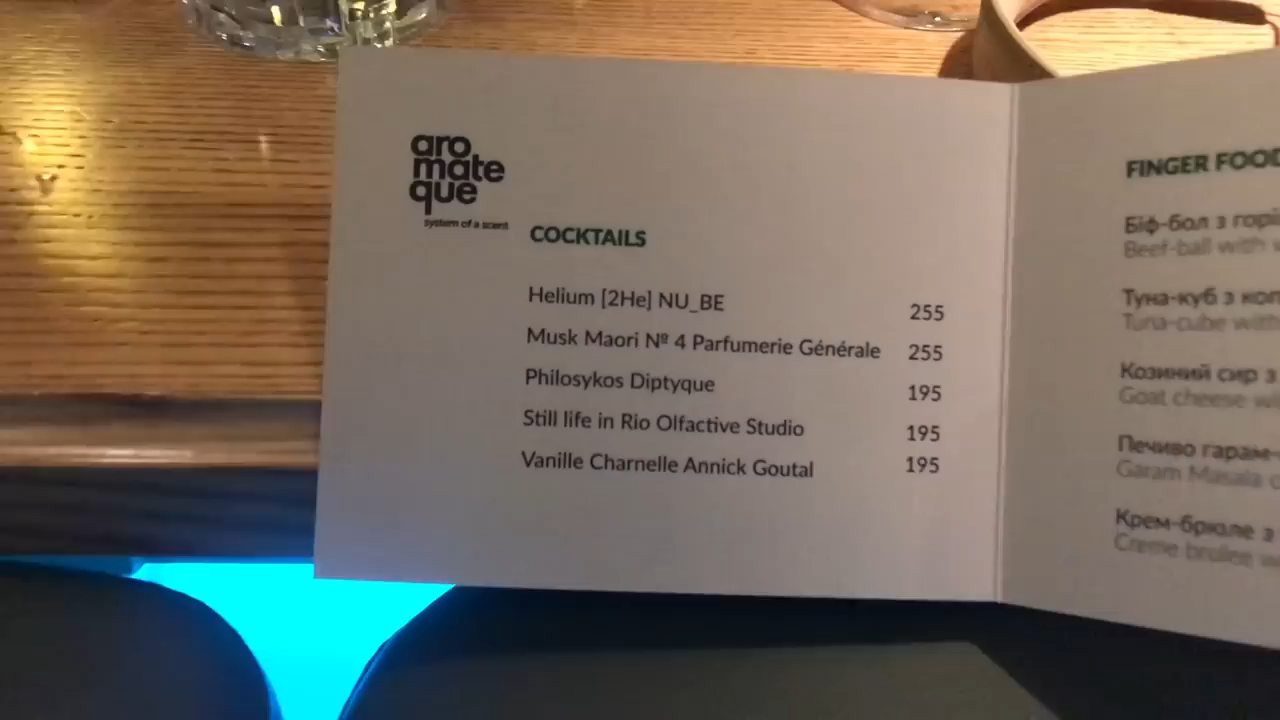 aro
mate
que
system of a scent
COCKTAILS
Helium [2He] NU_BE 255
Musk Maori № 4 Parfumerie Générale 255
Philosykos Diptyque 195
Still life in Rio Olfactive Studio 195
Vanille Charnelle Annick Goutal 195
FINGER FOOD
Біф-бол з
Beef-ball with
Туна-куб з
Tuna-cube with
Козиний сир з
Goat cheese
Печиво гарам-
Garam Masala
Крем-брюле з
Creme brulee